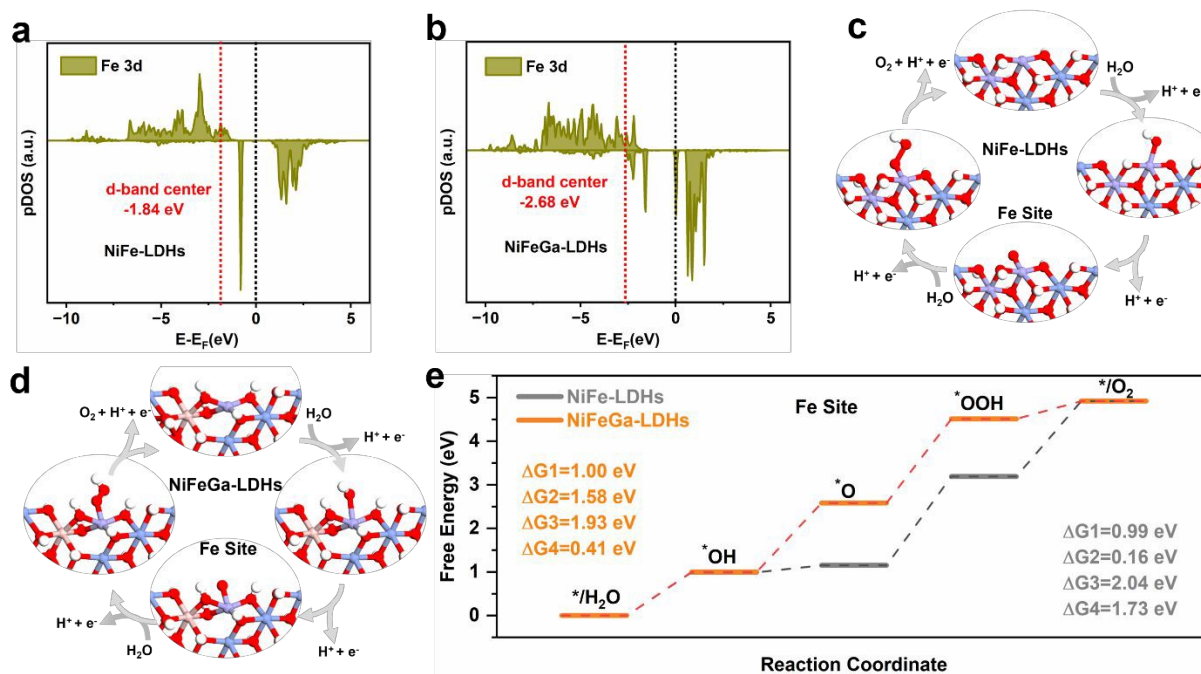 a
Fe 3d
pDOS (a.u.)
d-band center
-1.84 eV
NiFe-LDHs
−10
−5
0
5
E-E_F(eV)
b
Fe 3d
pDOS (a.u.)
d-band center
-2.68 eV
NiFeGa-LDHs
−10
−5
0
5
E-E_F(eV)
c
O₂ + H⁺ + e⁻
H₂O
H⁺ + e⁻
NiFe-LDHs
Fe Site
H⁺ + e⁻
H₂O
H⁺ + e⁻
d
O₂ + H⁺ + e⁻
H₂O
H⁺ + e⁻
NiFeGa-LDHs
Fe Site
H⁺ + e⁻
H₂O
H⁺ + e⁻
e
NiFe-LDHs
NiFeGa-LDHs
Fe Site
*OOH
*/O₂
*O
*OH
*/H₂O
ΔG1=1.00 eV
ΔG2=1.58 eV
ΔG3=1.93 eV
ΔG4=0.41 eV
ΔG1=0.99 eV
ΔG2=0.16 eV
ΔG3=2.04 eV
ΔG4=1.73 eV
5
4
3
2
1
0
Free Energy (eV)
Reaction Coordinate